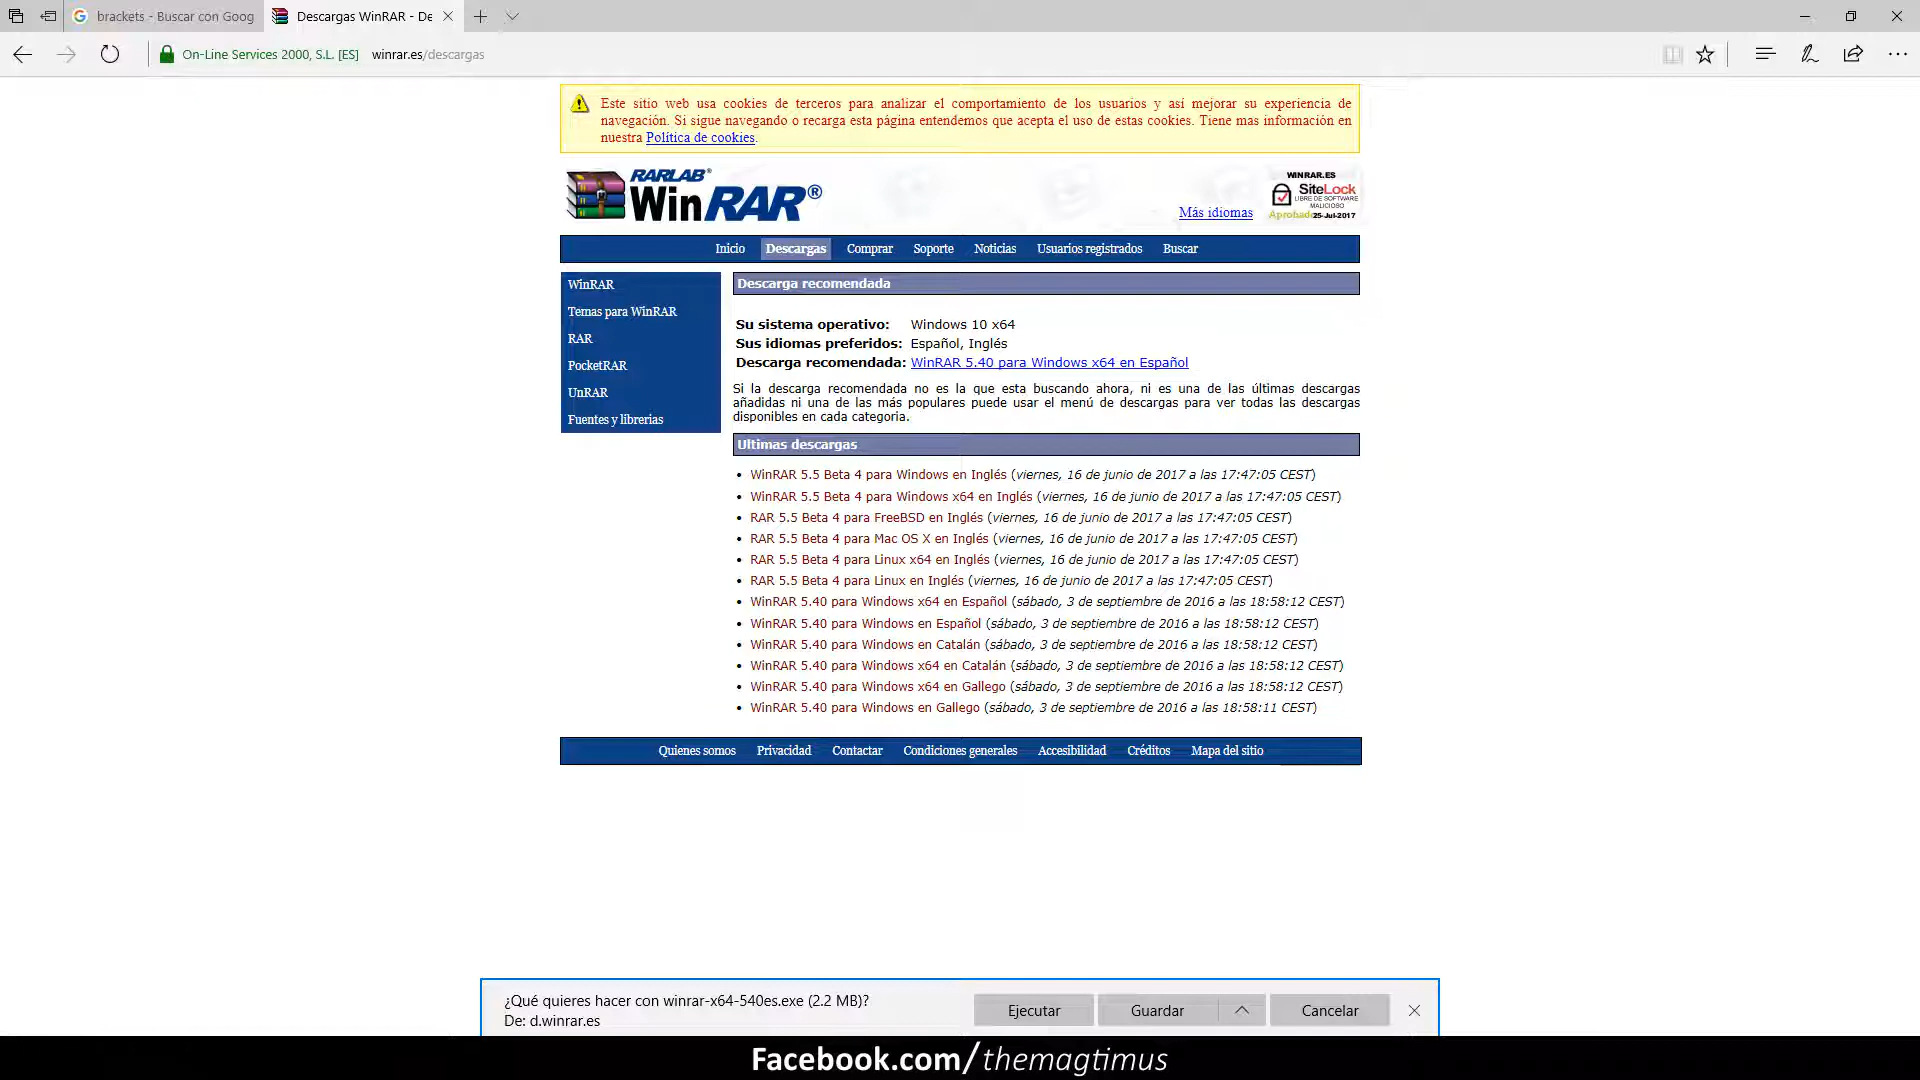 brackets - Buscar con Goog
Descargas WinRAR - De
On-Line Services 2000, S.L. [ES]
winrar.es/descargas
Este sitio web usa cookies de terceros para analizar el comportamiento de los usuarios y así mejorar su experiencia de
navegación. Si sigue navegando o recarga esta página entendemos que acepta el uso de estas cookies. Tiene mas información en
nuestra Política de cookies.
RARLAB®
WinRAR®
Más idiomas
WINRAR.ES
SiteLock
LIBRE DE SOFTWARE
MALICIOSO
Aprobado 25-Jul-2017
Inicio Descargas Comprar Soporte Noticias Usuarios registrados Buscar
WinRAR
Temas para WinRAR
RAR
PocketRAR
UnRAR
Fuentes y librerias
Descarga recomendada
Su sistema operativo: Windows 10 x64
Sus idiomas preferidos: Español, Inglés
Descarga recomendada: WinRAR 5.40 para Windows x64 en Español
Si la descarga recomendada no es la que esta buscando ahora, ni es una de las últimas descargas
añadidas ni una de las más populares puede usar el menú de descargas para ver todas las descargas
disponibles en cada categoria.
Ultimas descargas
• WinRAR 5.5 Beta 4 para Windows en Inglés (viernes, 16 de junio de 2017 a las 17:47:05 CEST)
• WinRAR 5.5 Beta 4 para Windows x64 en Inglés (viernes, 16 de junio de 2017 a las 17:47:05 CEST)
• RAR 5.5 Beta 4 para FreeBSD en Inglés (viernes, 16 de junio de 2017 a las 17:47:05 CEST)
• RAR 5.5 Beta 4 para Mac OS X en Inglés (viernes, 16 de junio de 2017 a las 17:47:05 CEST)
• RAR 5.5 Beta 4 para Linux x64 en Inglés (viernes, 16 de junio de 2017 a las 17:47:05 CEST)
• RAR 5.5 Beta 4 para Linux en Inglés (viernes, 16 de junio de 2017 a las 17:47:05 CEST)
• WinRAR 5.40 para Windows x64 en Español (sábado, 3 de septiembre de 2016 a las 18:58:12 CEST)
• WinRAR 5.40 para Windows en Español (sábado, 3 de septiembre de 2016 a las 18:58:12 CEST)
• WinRAR 5.40 para Windows en Catalán (sábado, 3 de septiembre de 2016 a las 18:58:12 CEST)
• WinRAR 5.40 para Windows x64 en Catalán (sábado, 3 de septiembre de 2016 a las 18:58:12 CEST)
• WinRAR 5.40 para Windows x64 en Gallego (sábado, 3 de septiembre de 2016 a las 18:58:12 CEST)
• WinRAR 5.40 para Windows en Gallego (sábado, 3 de septiembre de 2016 a las 18:58:11 CEST)
Quienes somos Privacidad Contactar Condiciones generales Accesibilidad Créditos Mapa del sitio
¿Qué quieres hacer con winrar-x64-540es.exe (2.2 MB)?
De: d.winrar.es
Ejecutar Guardar Cancelar
Facebook.com/themagtimus